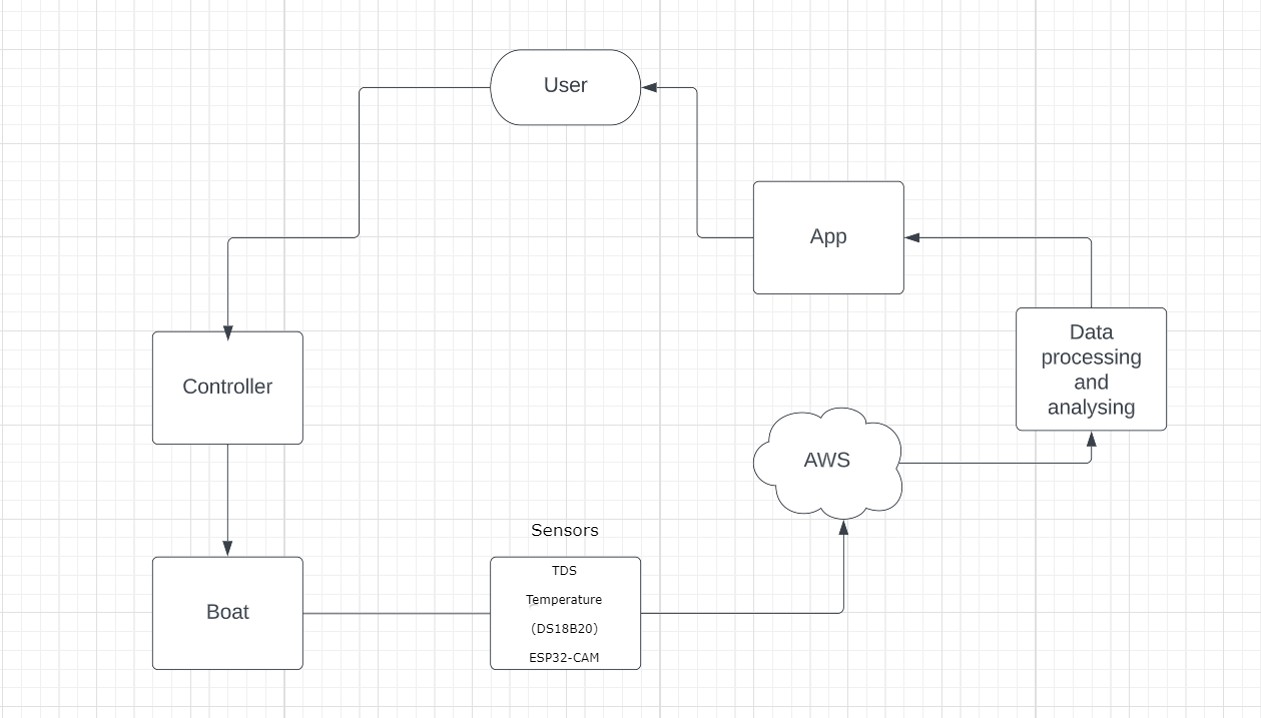 User
App
Data
processing
and
analysing
Controller
AWS
Sensors
TDS
Temperature
(DS18B20)
ESP32-CAM
Boat